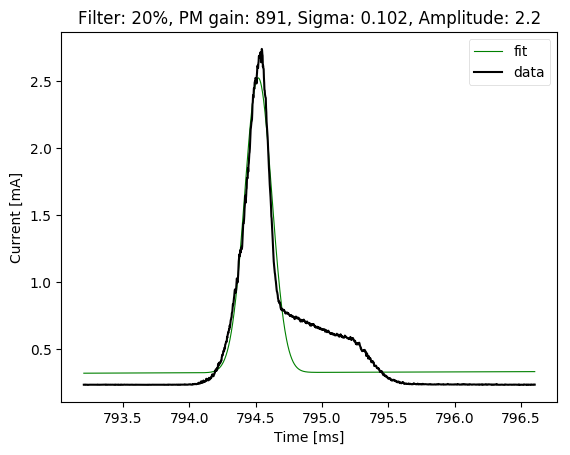 Filter: 20%, PM gain: 891, Sigma: 0.102, Amplitude: 2.2
fit
data
Current [mA]
2.5
2.0
1.5
1.0
0.5
793.5 794.0 794.5 795.0 795.5 796.0 796.5
Time [ms]